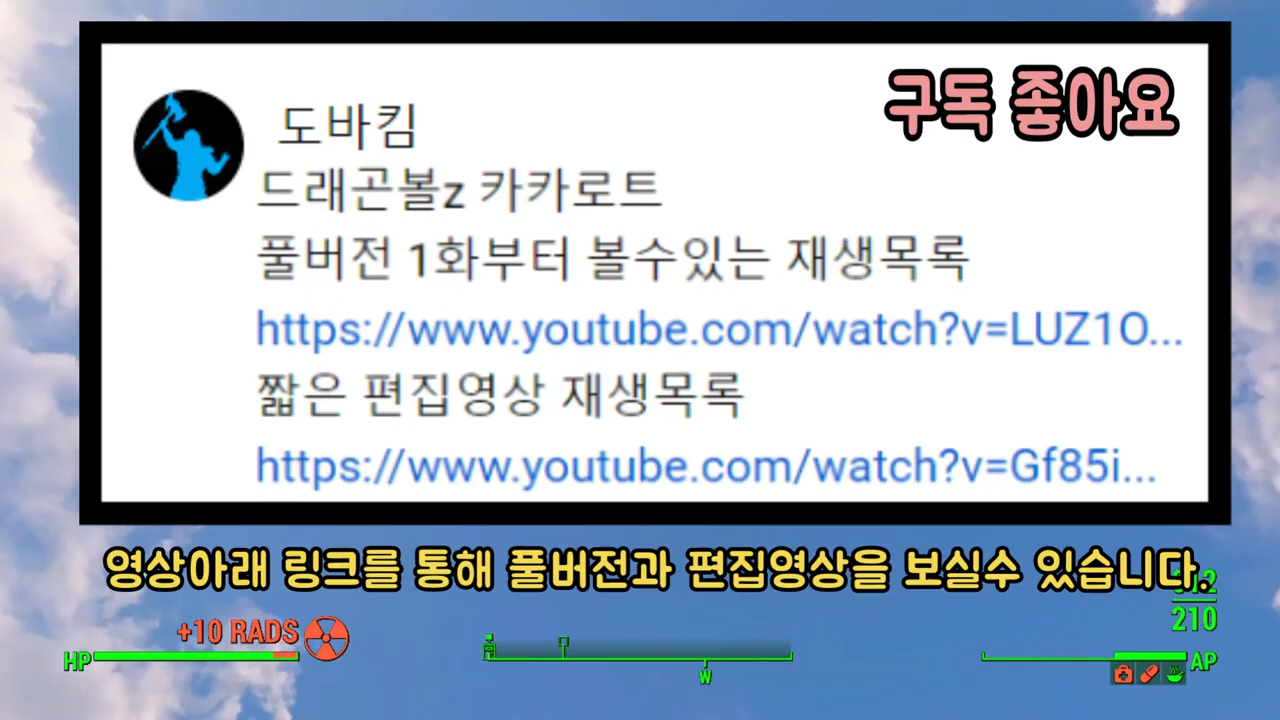 구독 좋아요
도바킴
드래곤볼z 카카로트
풀버전 1화부터 볼수있는 재생목록
https://www.youtube.com/watch?v=LUZ1O...
짧은 편집영상 재생목록
https://www.youtube.com/watch?v=Gf85i...
영상아래 링크를 통해 풀버전과 편집영상을 보실수 있습니다.
210
+10 RADS
HP
W
AP